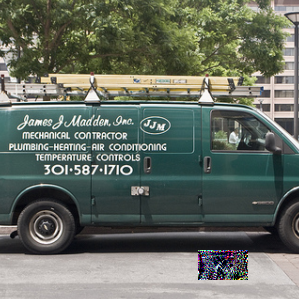 James J Madden, Inc.
JJM
MECHANICAL CONTRACTOR
PLUMBING-HEATING-AIR CONDITIONING
TEMPERATURE CONTROLS
301·587·1710